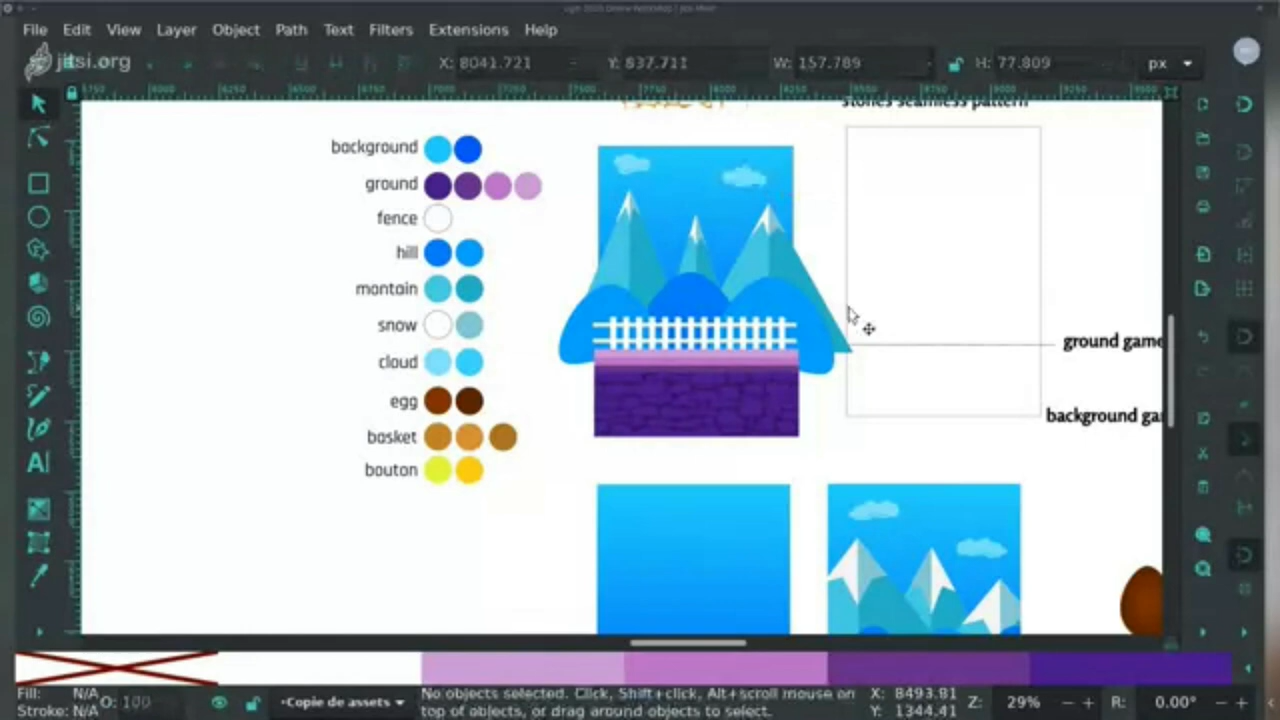 File Edit View Layer Object Path Text Filters Extensions Help
jitsi.org
X: 8041.721 Y: 837.711 W: 157.789 H: 77.809 px
stones seamless pattern
background
ground
fence
hill
montain
snow
cloud
egg
basket
bouton
ground game
background gar
Fill: N/A
Stroke: N/A
O: 100
Copie de assets
No objects selected. Click, Shift+click, Alt+scroll mouse on
top of objects, or drag around objects to select.
X: 8493.81
Y: 1344.41
Z: 29%
R: 0.00°